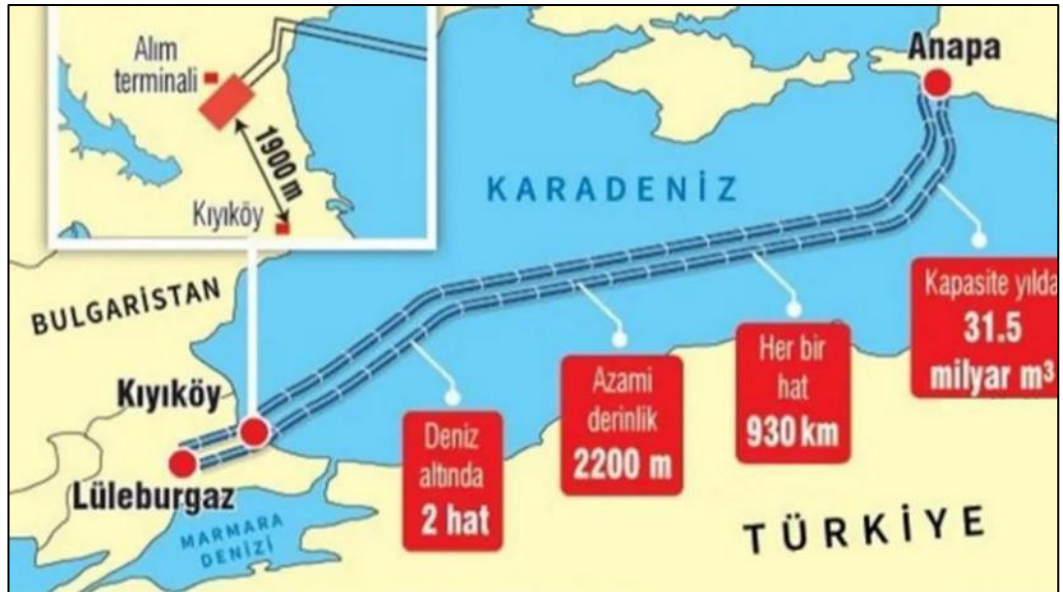 Alım
terminali
1900 m
Kıyıköy
Anapa
KARADENİZ
BULGARİSTAN
Kıyıköy
Lüleburgaz
MARMARA
DENİZİ
Deniz
altında
2 hat
Azami
derinlik
2200 m
Her bir
hat
930 km
Kapasite yılda
31.5
milyar m³
TÜRKİYE